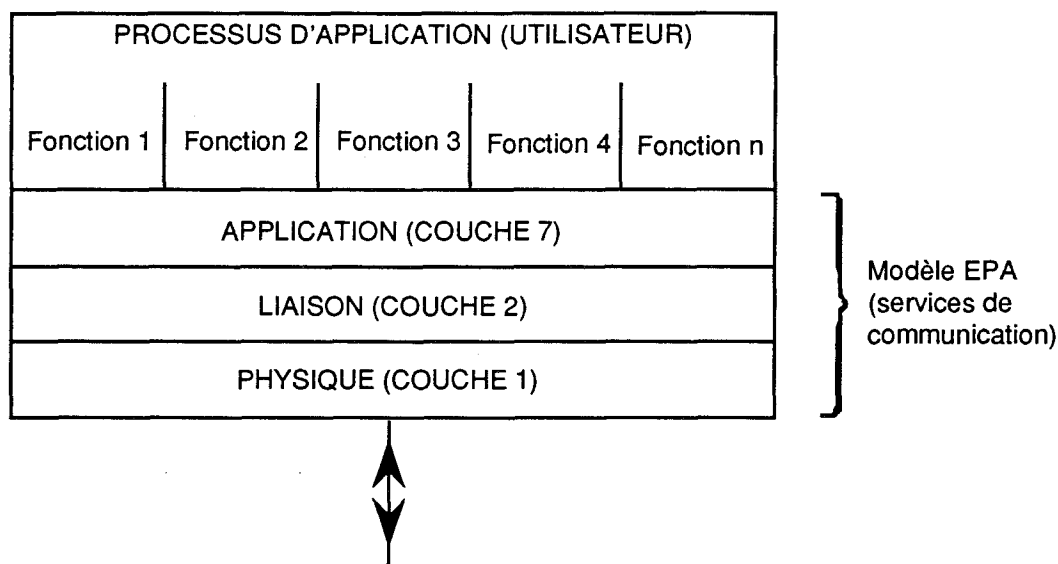 PROCESSUS D'APPLICATION (UTILISATEUR)
Fonction 1 Fonction 2 Fonction 3 Fonction 4 Fonction n
APPLICATION (COUCHE 7)
LIAISON (COUCHE 2)
PHYSIQUE (COUCHE 1)
Modèle EPA
(services de
communication)